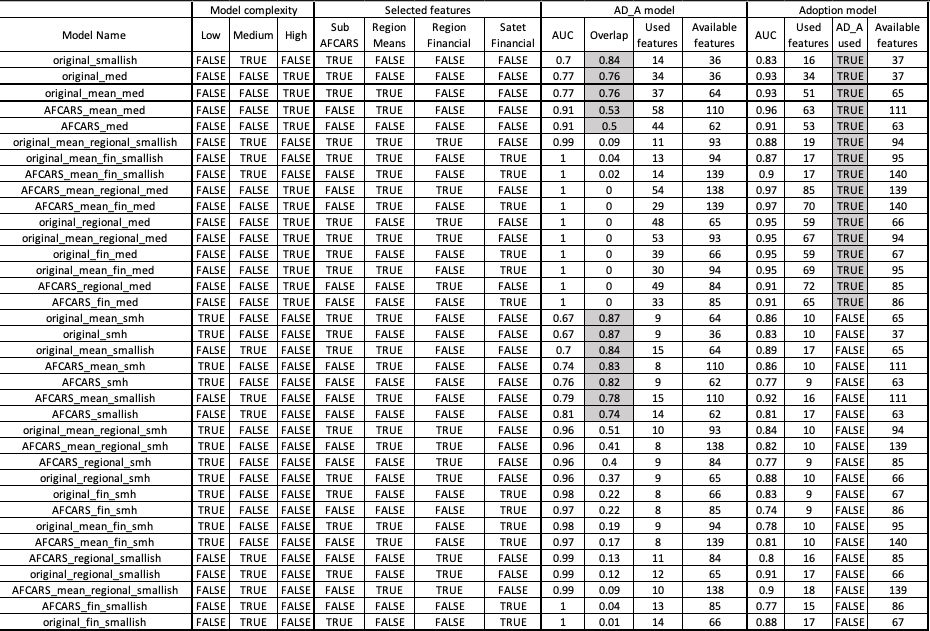 Model complexity Selected features AD_A model Adoption model
Model Name Low Medium High Sub AFCARS Region Means Region Financial Satet Financial AUC Overlap Used features Available features AUC Used features AD_A used Available features
original_smallish FALSE TRUE FALSE TRUE FALSE FALSE FALSE 0.7 0.84 14 36 0.83 16 TRUE 37
original_med FALSE FALSE TRUE TRUE FALSE FALSE FALSE 0.77 0.76 34 36 0.93 34 TRUE 37
original_mean_med FALSE FALSE TRUE TRUE TRUE FALSE FALSE 0.77 0.76 37 64 0.93 51 TRUE 65
AFCARS_mean_med FALSE FALSE TRUE FALSE TRUE FALSE FALSE 0.91 0.53 58 110 0.96 63 TRUE 111
AFCARS_med FALSE FALSE TRUE FALSE FALSE FALSE FALSE 0.91 0.5 44 62 0.91 53 TRUE 63
original_mean_regional_smallish FALSE TRUE FALSE TRUE TRUE TRUE FALSE 0.99 0.09 11 93 0.88 19 TRUE 94
original_mean_fin_smallish FALSE TRUE FALSE TRUE TRUE FALSE TRUE 1 0.04 13 94 0.87 17 TRUE 95
AFCARS_mean_fin_smallish FALSE TRUE FALSE FALSE TRUE FALSE TRUE 1 0.02 14 139 0.9 17 TRUE 140
AFCARS_mean_regional_med FALSE FALSE TRUE FALSE TRUE TRUE FALSE 1 0 54 138 0.97 85 TRUE 139
AFCARS_mean_fin_med FALSE FALSE TRUE FALSE TRUE FALSE TRUE 1 0 29 139 0.97 70 TRUE 140
original_regional_med FALSE FALSE TRUE TRUE FALSE TRUE FALSE 1 0 48 65 0.95 59 TRUE 66
original_mean_regional_med FALSE FALSE TRUE TRUE TRUE TRUE FALSE 1 0 53 93 0.95 67 TRUE 94
original_fin_med FALSE FALSE TRUE TRUE FALSE FALSE TRUE 1 0 39 66 0.95 59 TRUE 67
original_mean_fin_med FALSE FALSE TRUE TRUE TRUE FALSE TRUE 1 0 30 94 0.95 69 TRUE 95
AFCARS_regional_med FALSE FALSE TRUE FALSE FALSE TRUE FALSE 1 0 49 84 0.91 72 TRUE 85
AFCARS_fin_med FALSE FALSE TRUE FALSE FALSE FALSE TRUE 1 0 33 85 0.91 65 TRUE 86
original_mean_smh TRUE FALSE FALSE TRUE TRUE FALSE FALSE 0.67 0.87 9 64 0.86 10 FALSE 65
original_smh TRUE FALSE FALSE TRUE FALSE FALSE FALSE 0.67 0.87 9 36 0.83 10 FALSE 37
original_mean_smallish FALSE TRUE FALSE TRUE TRUE FALSE FALSE 0.7 0.84 15 64 0.89 17 FALSE 65
AFCARS_mean_smh TRUE FALSE FALSE FALSE TRUE FALSE FALSE 0.74 0.83 8 110 0.86 10 FALSE 111
AFCARS_smh TRUE FALSE FALSE FALSE FALSE FALSE FALSE 0.76 0.82 9 62 0.77 9 FALSE 63
AFCARS_mean_smallish FALSE TRUE FALSE FALSE TRUE FALSE FALSE 0.79 0.78 15 110 0.92 16 FALSE 111
AFCARS_smallish FALSE TRUE FALSE FALSE FALSE FALSE FALSE 0.81 0.74 14 62 0.81 17 FALSE 63
original_mean_regional_smh TRUE FALSE FALSE TRUE TRUE TRUE FALSE 0.96 0.51 10 93 0.84 10 FALSE 94
AFCARS_mean_regional_smh TRUE FALSE FALSE FALSE TRUE TRUE FALSE 0.96 0.41 8 138 0.82 10 FALSE 139
AFCARS_regional_smh TRUE FALSE FALSE FALSE FALSE TRUE FALSE 0.96 0.4 9 84 0.77 9 FALSE 85
original_regional_smh TRUE FALSE FALSE TRUE FALSE TRUE FALSE 0.96 0.37 9 65 0.88 10 FALSE 66
original_fin_smh TRUE FALSE FALSE TRUE FALSE FALSE TRUE 0.98 0.22 8 66 0.83 9 FALSE 67
AFCARS_fin_smh TRUE FALSE FALSE FALSE FALSE FALSE TRUE 0.97 0.22 8 85 0.74 9 FALSE 86
original_mean_fin_smh TRUE FALSE FALSE TRUE TRUE FALSE TRUE 0.98 0.19 9 94 0.78 10 FALSE 95
AFCARS_mean_fin_smh TRUE FALSE FALSE FALSE TRUE FALSE TRUE 0.97 0.17 8 139 0.81 10 FALSE 140
AFCARS_regional_smallish FALSE TRUE FALSE FALSE FALSE TRUE FALSE 0.99 0.13 11 84 0.8 16 FALSE 85
original_regional_smallish FALSE TRUE FALSE TRUE FALSE TRUE FALSE 0.99 0.12 12 65 0.91 17 FALSE 66
AFCARS_mean_regional_smallish FALSE TRUE FALSE FALSE TRUE TRUE FALSE 0.99 0.09 10 138 0.9 18 FALSE 139
AFCARS_fin_smallish FALSE TRUE FALSE FALSE FALSE FALSE TRUE 1 0.04 13 85 0.77 15 FALSE 86
original_fin_smallish FALSE TRUE FALSE TRUE FALSE FALSE TRUE 1 0.01 14 66 0.88 17 FALSE 67